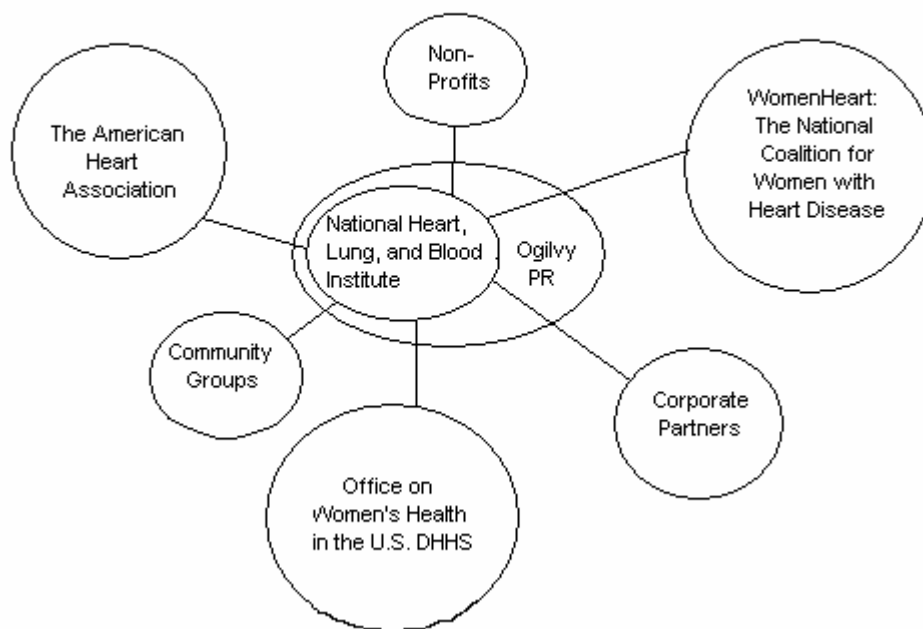 Non-
Profits
The American
Heart
Association
WomenHeart:
The National
Coalition for
Women with
Heart Disease
National Heart,
Lung, and Blood
Institute
Ogilvy
PR
Community
Groups
Corporate
Partners
Office on
Women's Health
in the U.S. DHHS